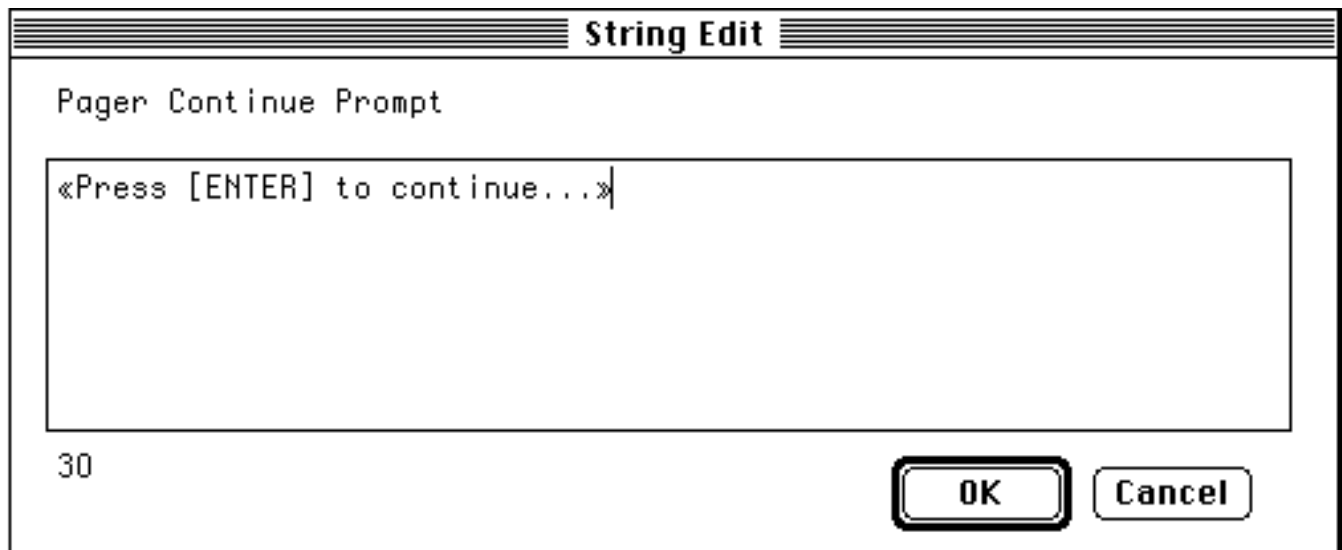 String Edit
Pager Continue Prompt
«Press [ENTER] to continue...»
30
OK Cancel